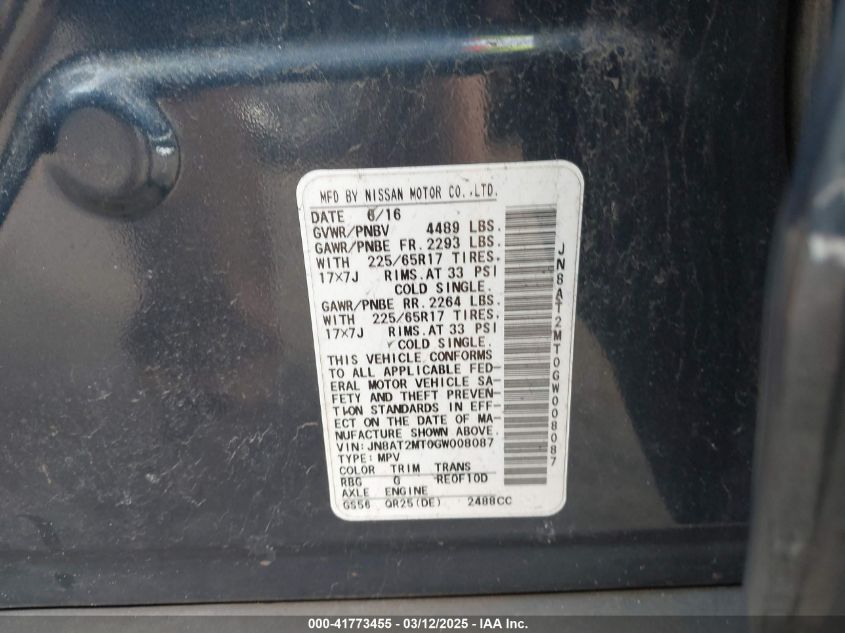 MFD BY NISSAN MOTOR CO.,LTD.
DATE 6/16
GVWR/PNBV 4489 LBS.
GAWR/PNBE FR. 2293 LBS.
WITH 225/65R17 TIRES.
17×7J RIMS.AT 33 PSI
COLD SINGLE.
GAWR/PNBE RR. 2264 LBS.
WITH 225/65R17 TIRES.
17×7J RIMS.AT 33 PSI
COLD SINGLE.
THIS VEHICLE CONFORMS
TO ALL APPLICABLE FED-
ERAL MOTOR VEHICLE SA-
FETY AND THEFT PREVEN-
TION STANDARDS IN EFF-
ECT ON THE DATE OF MA-
NUFACTURE SHOWN ABOVE.
VIN: JN8AT2MT0GW008087
TYPE: MPV
COLOR TRIM TRANS
RBG G RE0F10D
AXLE ENGINE
GS56 QR25(DE) 2488CC
JN8AT2MT0GW008087
000-41773455 - 03/12/2025 - IAA Inc.